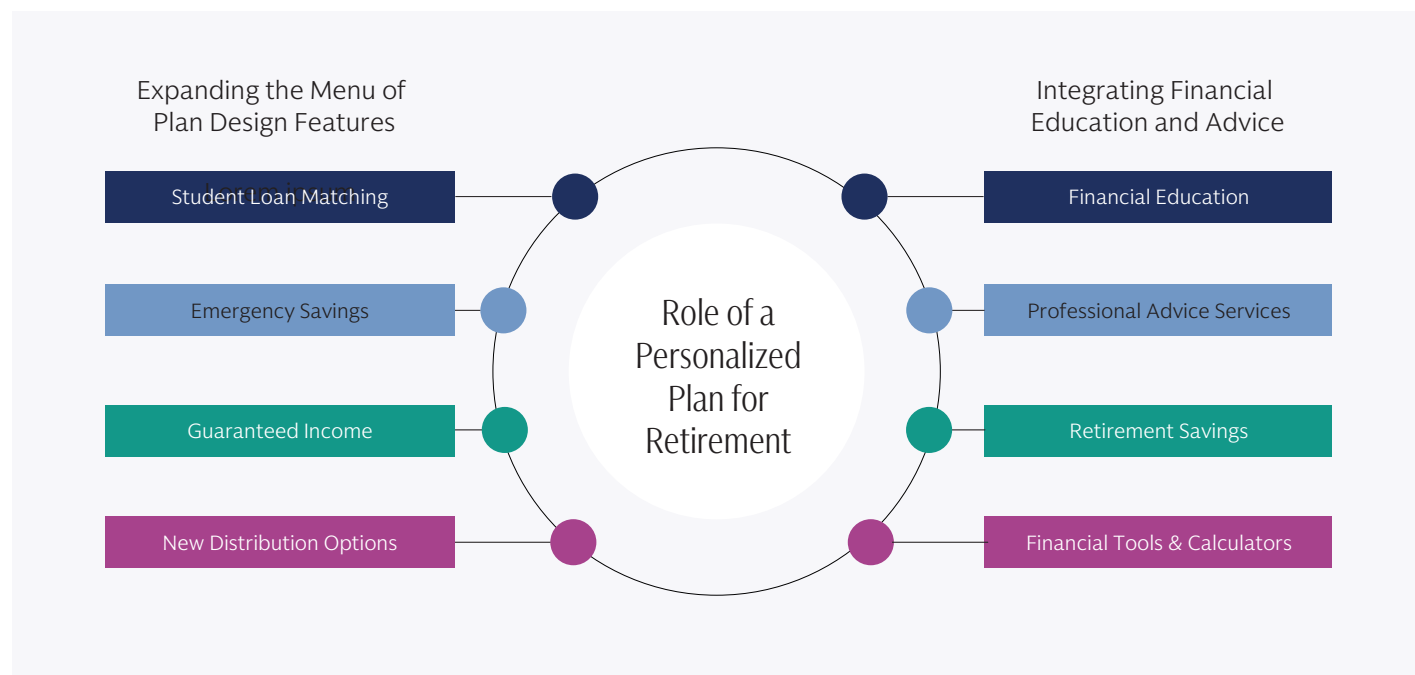 Expanding the Menu of
Plan Design Features
Lorem ipsum
Student Loan Matching
Emergency Savings
Guaranteed Income
New Distribution Options
Role of a
Personalized
Plan for
Retirement
Integrating Financial
Education and Advice
Financial Education
Professional Advice Services
Retirement Savings
Financial Tools & Calculators